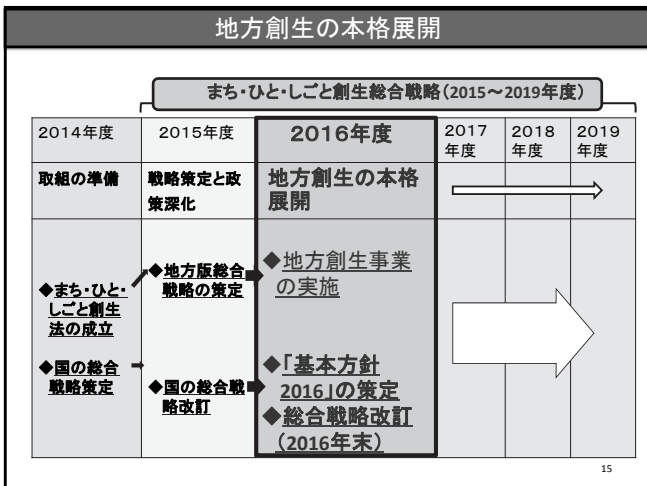 地方創生の本格展開
まち・ひと・しごと創生総合戦略(2015～2019年度)
2014年度
2015年度
2016年度
2017
年度
2018
年度
2019
年度
取組の準備
戦略策定と政
策深化
地方創生の本格
展開
◆まち・ひと・
しごと創生
法の成立
◆国の総合
戦略策定
◆地方版総合
戦略の策定
◆国の総合戦
略改訂
◆地方創生事業
の実施
◆「基本方針
2016」の策定
◆総合戦略改訂
(2016年末)
15